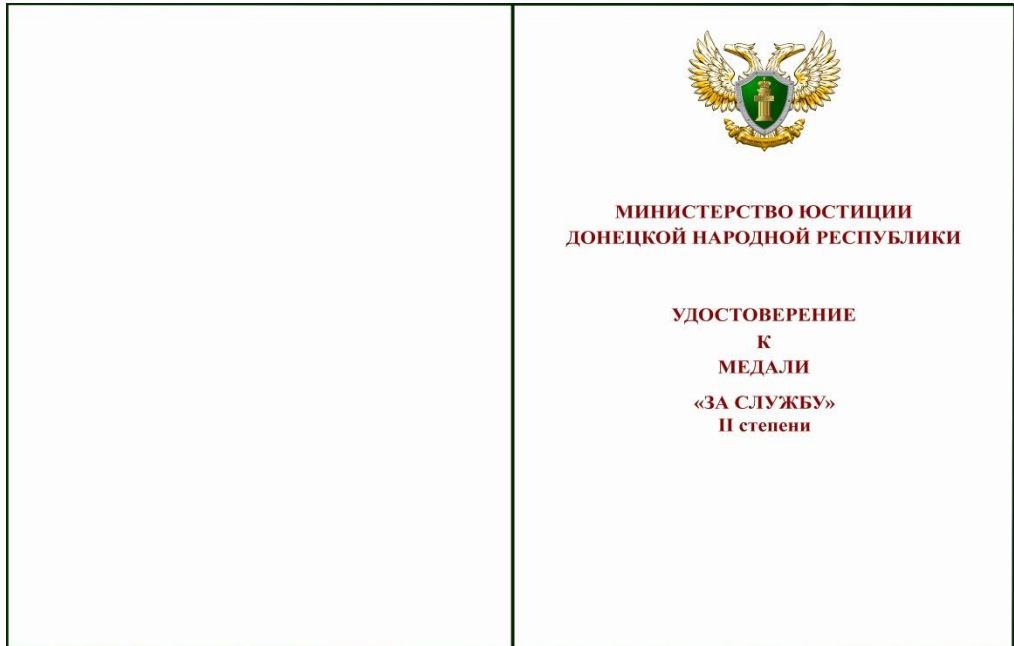 МИНИСТЕРСТВО ЮСТИЦИИ
ДОНЕЦКОЙ НАРОДНОЙ РЕСПУБЛИКИ
УДОСТОВЕРЕНИЕ
К
МЕДАЛИ
«ЗА СЛУЖБУ»
II степени